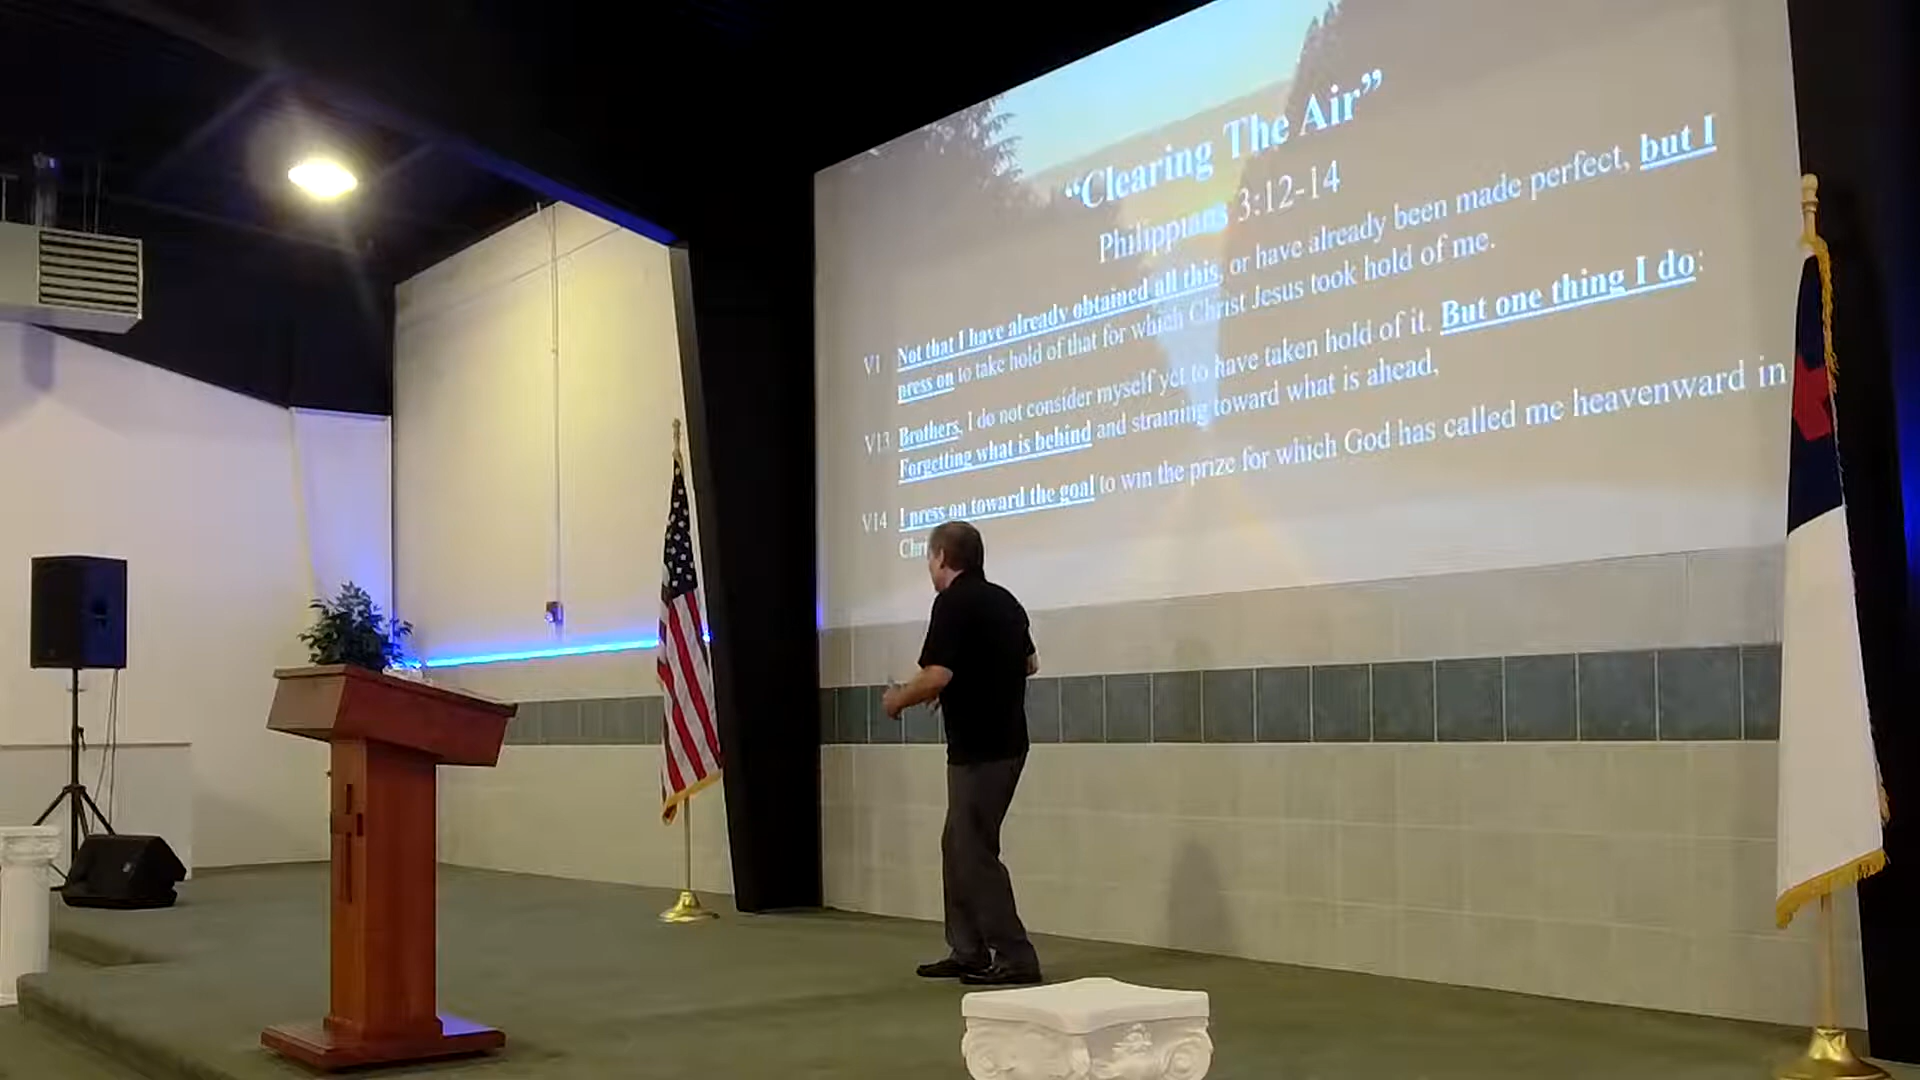 “Clearing The Air”
Philippians 3:12-14
V1 Not that I have already obtained all this, or have already been made perfect, but I
press on to take hold of that for which Christ Jesus took hold of me.
V13 Brothers, I do not consider myself yet to have taken hold of it. But one thing I do:
Forgetting what is behind and straining toward what is ahead,
V14 I press on toward the goal to win the prize for which God has called me heavenward in